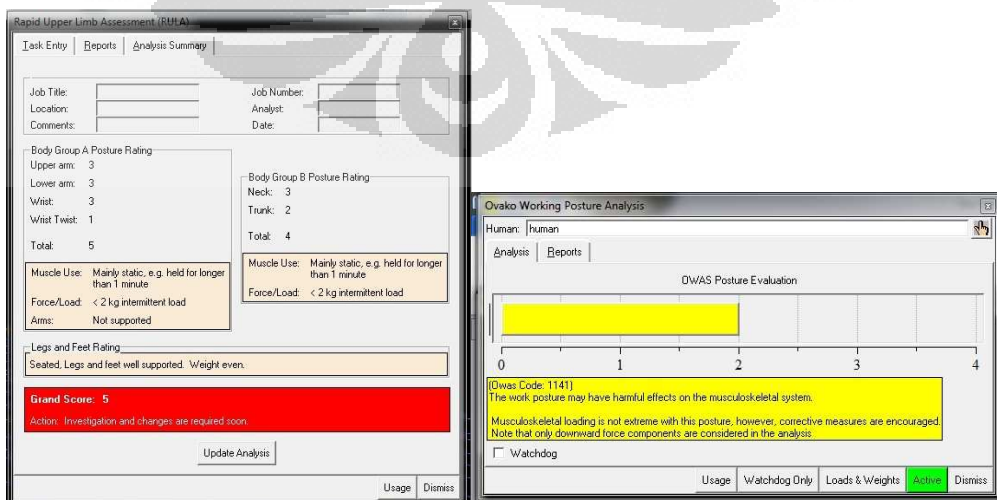 Rapid Upper Limb Assessment (RULA)
Task Entry Reports Analysis Summary
Job Title: Job Number:
Location: Analyst:
Comments: Date:
Body Group A Posture Rating
Upper arm: 3
Lower arm: 3
Wrist: 3
Wrist Twist: 1
Total: 5
Muscle Use: Mainly static, e.g. held for longer
than 1 minute
Force/Load: < 2 kg intermittent load
Arms: Not supported
Body Group B Posture Rating
Neck: 3
Trunk: 2
Total: 4
Muscle Use: Mainly static, e.g. held for longer
than 1 minute
Force/Load: < 2 kg intermittent load
Legs and Feet Rating
Seated, Legs and feet well supported. Weight even.
Grand Score: 5
Action: Investigation and changes are required soon.
Update Analysis
Usage Dismiss
Ovako Working Posture Analysis
Human: human
Analysis Reports
OWAS Posture Evaluation
0 1 2 3 4
(Owas Code: 1141)
The work posture may have harmful effects on the musculoskeletal system.
Musculoskeletal loading is not extreme with this posture, however, corrective measures are encouraged.
Note that only downward force components are considered in the analysis
Watchdog
Usage Watchdog Only Loads & Weights Active Dismiss